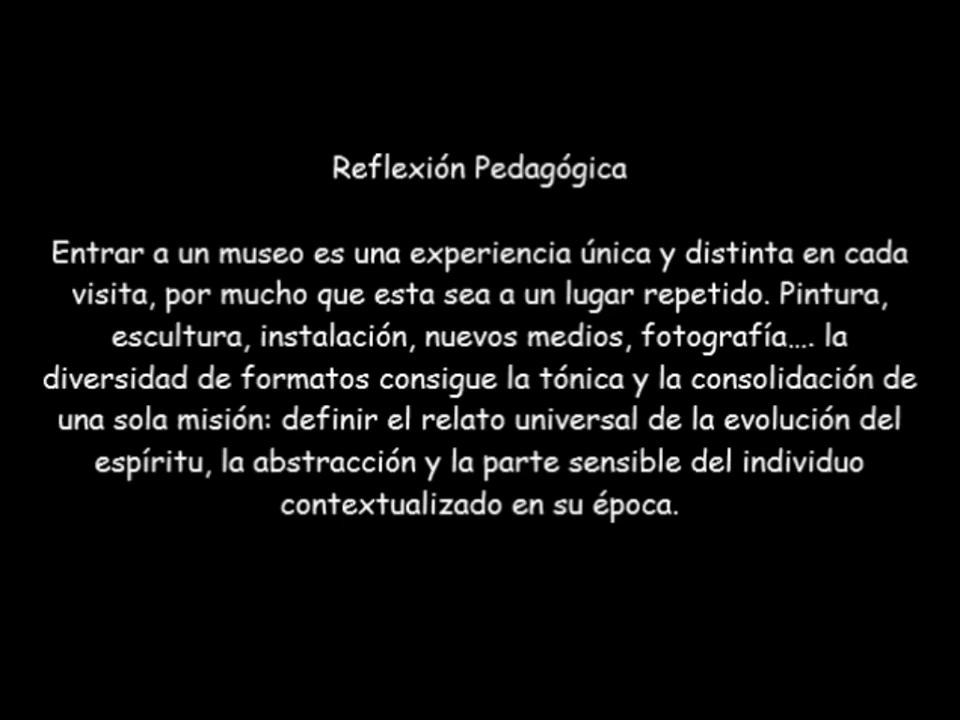 Reflexión Pedagógica
Entrar a un museo es una experiencia única y distinta en cada
visita, por mucho que esta sea a un lugar repetido. Pintura,
escultura, instalación, nuevos medios, fotografía…. la
diversidad de formatos consigue la tónica y la consolidación de
una sola misión: definir el relato universal de la evolución del
espíritu, la abstracción y la parte sensible del individuo
contextualizado en su época.